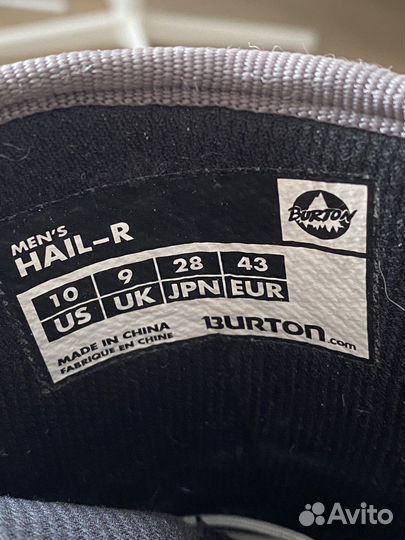 MEN'S
HAIL-R
BURTON
10 9 28 43
US UK JPN EUR
MADE IN CHINA
FABRIQUE EN CHINE
BURTON.com
Avito